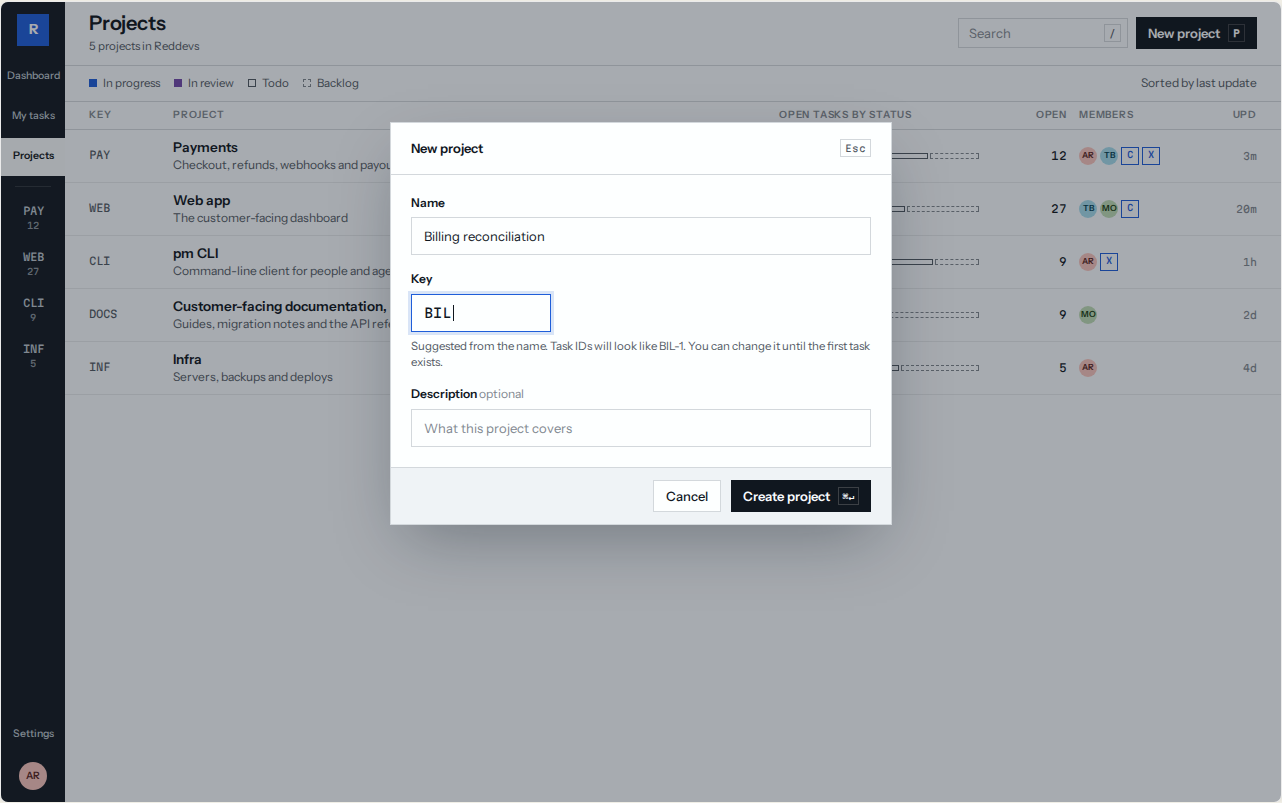 R
Dashboard
My tasks
Projects
PAY
12
WEB
27
CLI
9
INF
5
Settings
AR
Projects
5 projects in Reddevs
Search /
New project P
In progress In review Todo Backlog
Sorted by last update
KEY PROJECT OPEN TASKS BY STATUS OPEN MEMBERS UPD
PAY Payments 12 AR TB C X 3m
Checkout, refunds, webhooks and
WEB Web app 27 TB MO C 20m
The customer-facing dashboard
CLI pm CLI 9 AR X 1h
Command-line client for people and
DOCS Customer-facing documentation, 9 MO 2d
Guides, migration notes and the API
INF Infra 5 AR 4d
Servers, backups and deploys
New project Esc
Name
Billing reconciliation
Key
BIL
Suggested from the name. Task IDs will look like BIL-1. You can change it until the first task
exists.
Description optional
What this project covers
Cancel Create project ⌘↵